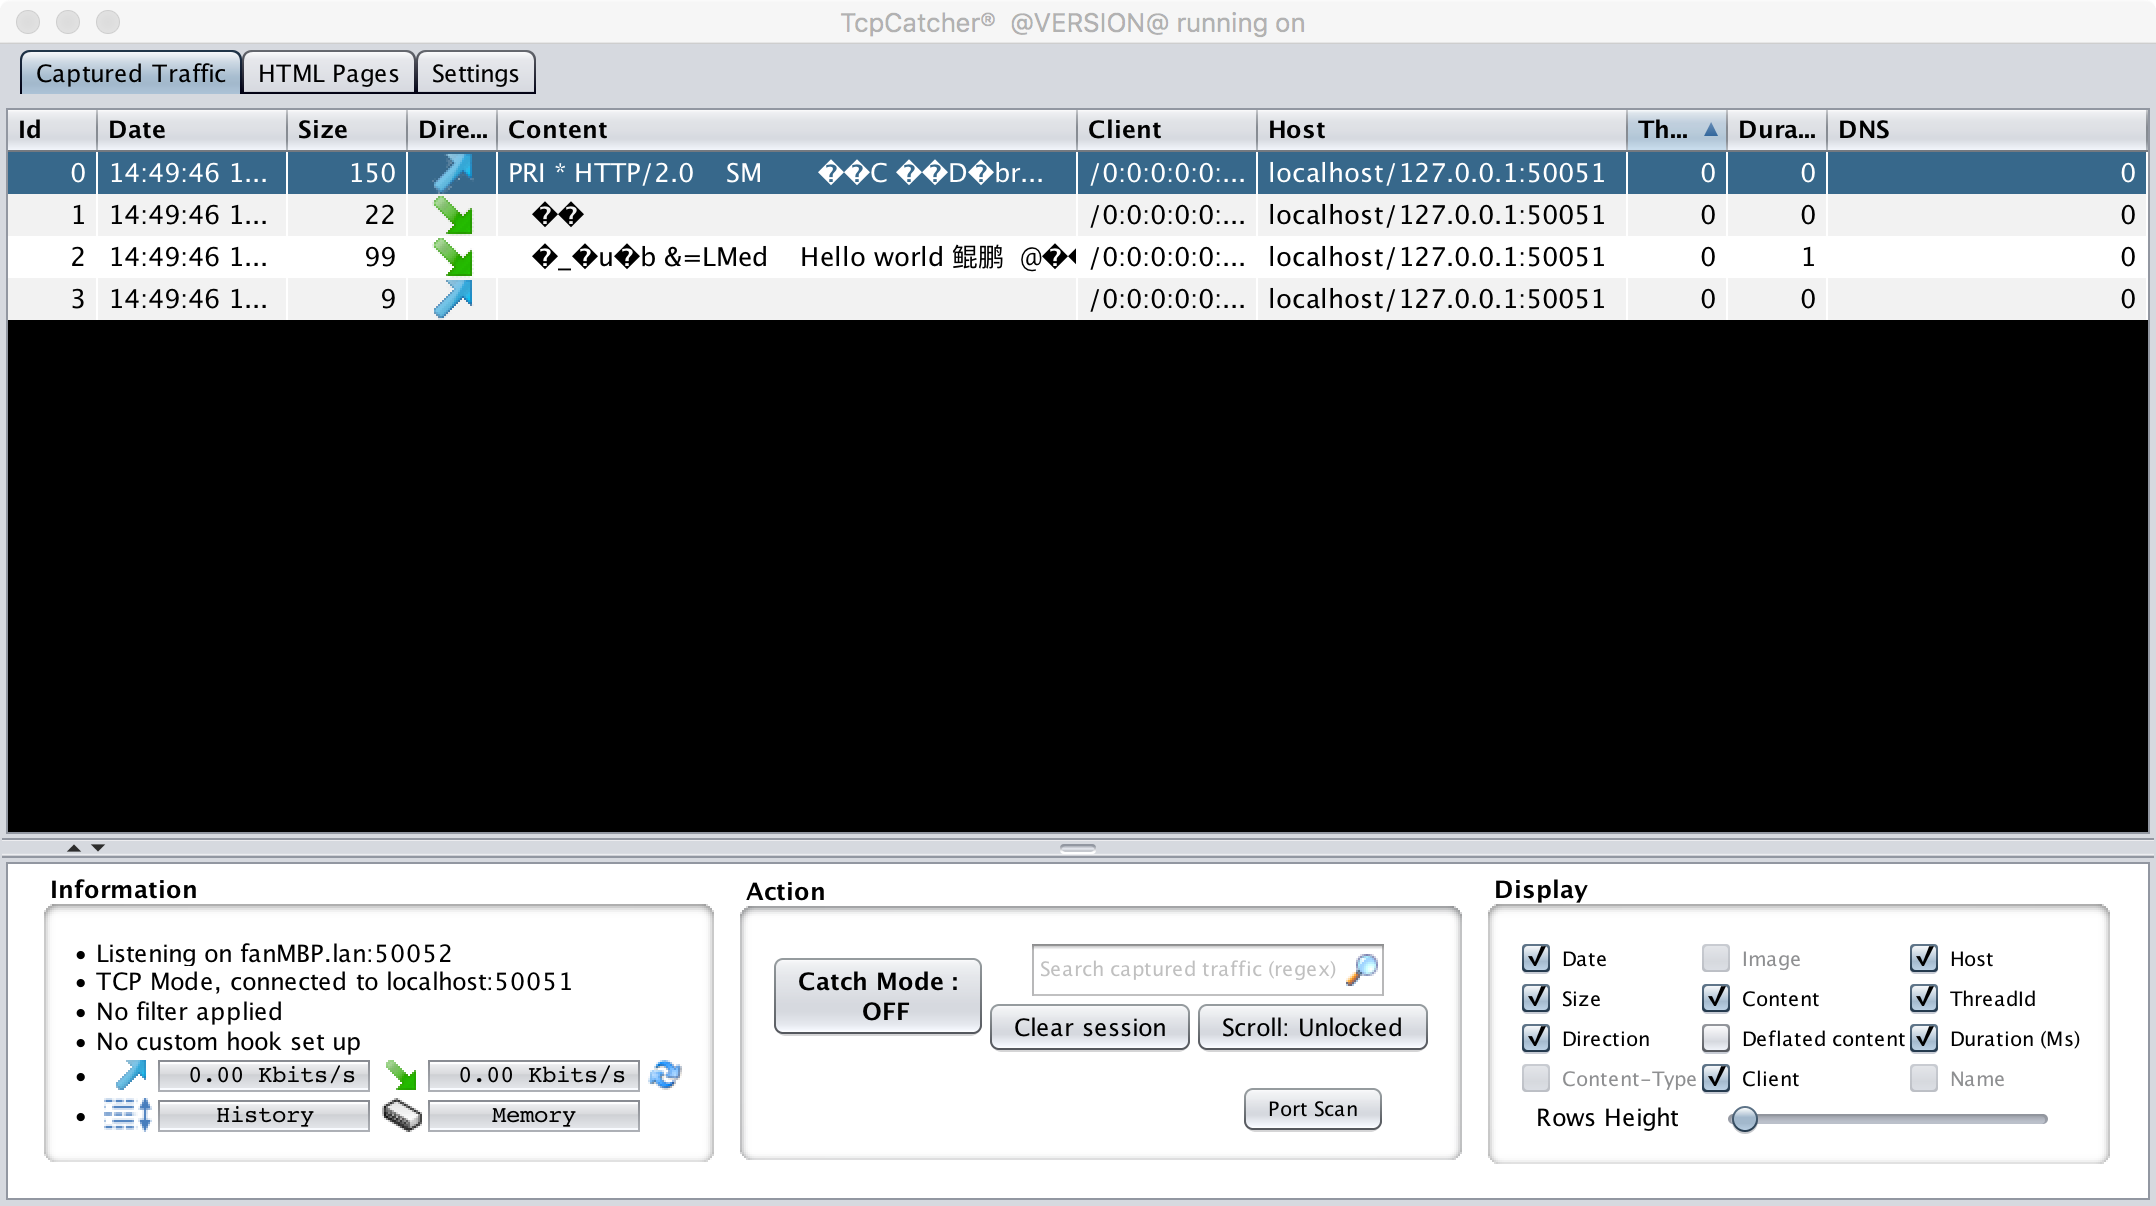 TcpCatcher® @VERSION@ running on
Captured Traffic HTML Pages Settings
Id Date Size Dire... Content Client Host Th... Dura... DNS
0 14:49:46 1... 150 PRI * HTTP/2.0 SM ��C ��D�br... /0:0:0:0:0:... localhost/127.0.0.1:50051 0 0 0
1 14:49:46 1... 22 �� /0:0:0:0:0:... localhost/127.0.0.1:50051 0 0 0
2 14:49:46 1... 99 �_�u�b &=LMed Hello world 鲲鹏 @�� /0:0:0:0:0:... localhost/127.0.0.1:50051 0 1 0
3 14:49:46 1... 9 /0:0:0:0:0:... localhost/127.0.0.1:50051 0 0 0
Information
• Listening on fanMBP.lan:50052
• TCP Mode, connected to localhost:50051
• No filter applied
• No custom hook set up
• 0.00 Kbits/s 0.00 Kbits/s
• History Memory
Action
Catch Mode :
OFF
Search captured traffic (regex)
Clear session Scroll: Unlocked
Port Scan
Display
Date Image Host
Size Content ThreadId
Direction Deflated content Duration (Ms)
Content-Type Client Name
Rows Height